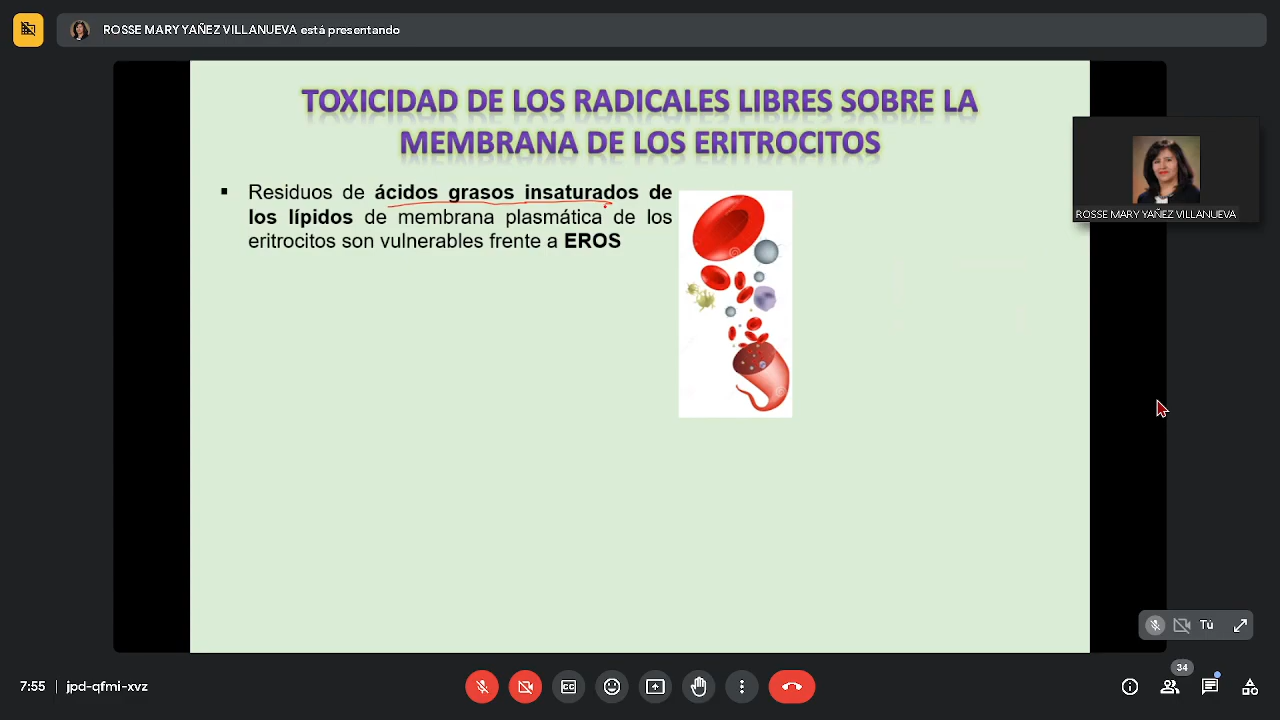 ROSSE MARY YAÑEZ VILLANUEVA está presentando
TOXICIDAD DE LOS RADICALES LIBRES SOBRE LA
MEMBRANA DE LOS ERITROCITOS
▪ Residuos de ácidos grasos insaturados de
los lípidos de membrana plasmática de los
eritrocitos son vulnerables frente a EROS
ROSSE MARY YAÑEZ VILLANUEVA
Tú
7:55 | jpd-qfmi-xvz
34